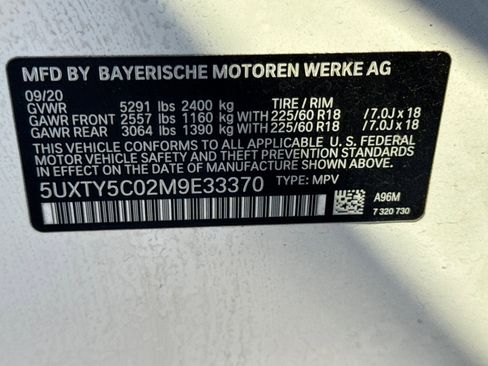 MFD BY BAYERISCHE MOTOREN WERKE AG
09/20
GVWR 5291 lbs 2400 kg TIRE / RIM
GAWR FRONT 2557 lbs 1160 kg WITH 225/60 R18 / 7.0J x 18
GAWR REAR 3064 lbs 1390 kg WITH 225/60 R18 / 7.0J x 18
THIS VEHICLE CONFORMS TO ALL APPLICABLE U. S. FEDERAL
MOTOR VEHICLE SAFETY AND THEFT PREVENTION STANDARDS
IN EFFECT ON THE DATE OF MANUFACTURE SHOWN ABOVE.
5UXTY5C02M9E33370 TYPE: MPV
A96M
7 320 730